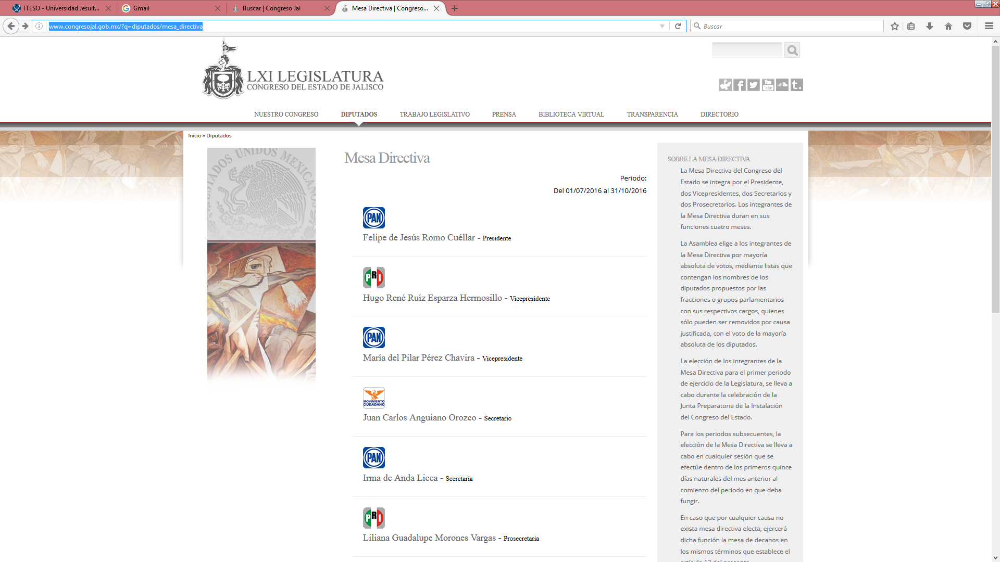 ITESO - Universidad Jesuit...
Gmail
Buscar | Congreso Jal
Mesa Directiva | Congreso...
www.congresojal.gob.mx/?q=diputados/mesa_directiva
Buscar
LXI LEGISLATURA
CONGRESO DEL ESTADO DE JALISCO
You
Tube
t.
NUESTRO CONGRESO
DIPUTADOS
TRABAJO LEGISLATIVO
PRENSA
BIBLIOTECA VIRTUAL
TRANSPARENCIA
DIRECTORIO
Inicio » Diputados
ESTADOS UNIDOS MEXICANOS
Mesa Directiva
Periodo:
Del 01/07/2016 al 31/10/2016
PAN
Felipe de Jesús Romo Cuéllar - Presidente
PRI
Hugo René Ruíz Esparza Hermosillo - Vicepresidente
PAN
María del Pilar Pérez Chavira - Vicepresidente
MOVIMIENTO
CIUDADANO
Juan Carlos Anguiano Orozco - Secretario
PAN
Irma de Anda Licea - Secretaria
PRI
Liliana Guadalupe Morones Vargas - Prosecretaria
SOBRE LA MESA DIRECTIVA
La Mesa Directiva del Congreso del
Estado se integra por el Presidente,
dos Vicepresidentes, dos Secretarios y
dos Prosecretarios. Los integrantes de
la Mesa Directiva duran en sus
funciones cuatro meses.
La Asamblea elige a los integrantes de
la Mesa Directiva por mayoría
absoluta de votos, mediante listas que
contengan los nombres de los
diputados propuestos por las
fracciones o grupos parlamentarios
con sus respectivos cargos, quienes
sólo pueden ser removidos por causa
justificada, con el voto de la mayoría
absoluta de los diputados.
La elección de los integrantes de la
Mesa Directiva para el primer periodo
de ejercicio de la Legislatura, se lleva a
cabo durante la celebración de la
Junta Preparatoria de la Instalación
del Congreso del Estado.
Para los periodos subsecuentes, la
elección de la Mesa Directiva se lleva a
cabo en cualquier sesión que se
efectúe dentro de los primeros quince
días naturales del mes anterior al
comienzo del periodo en que deba
fungir.
En caso que por cualquier causa no
exista mesa directiva electa, ejercerá
dicha función la mesa de decanos en
los mismos términos que establece el
artículo 12 del presente